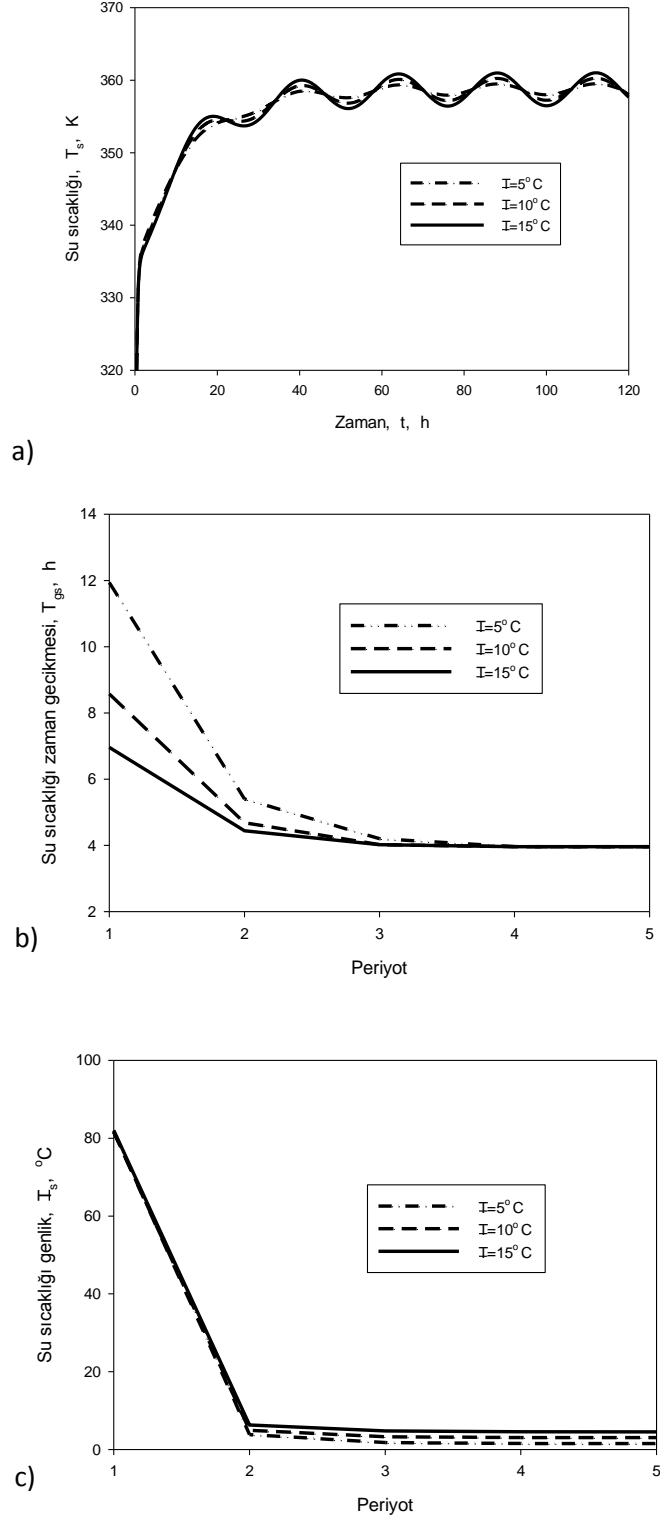 370
360
350
340
330
320
Su sıcaklığı, T_s, K
I=5°C
I=10°C
I=15°C
0 20 40 60 80 100 120
Zaman, t, h
a)
14
12
10
8
6
4
2
Su sıcaklığı zaman gecikmesi, T_gs, h
I=5°C
I=10°C
I=15°C
1 2 3 4 5
Periyot
b)
100
80
60
40
20
0
Su sıcaklığı genlik, I_s, °C
I=5°C
I=10°C
I=15°C
1 2 3 4 5
Periyot
c)